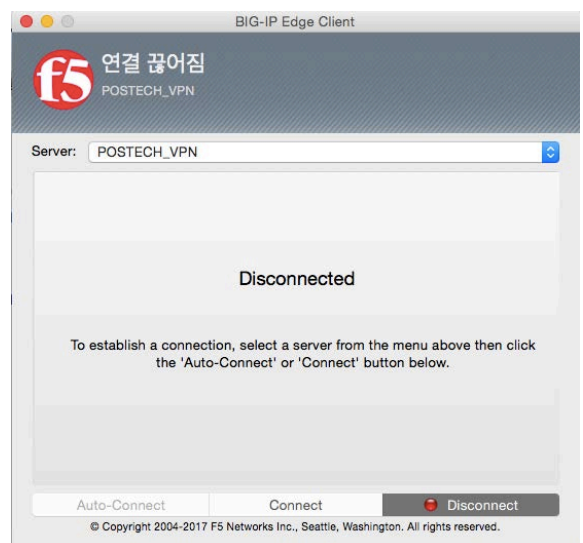 BIG-IP Edge Client
f5
연결 끊어짐
POSTECH_VPN
Server: POSTECH_VPN
Disconnected
To establish a connection, select a server from the menu above then click
the 'Auto-Connect' or 'Connect' button below.
Auto-Connect Connect Disconnect
© Copyright 2004-2017 F5 Networks Inc., Seattle, Washington. All rights reserved.